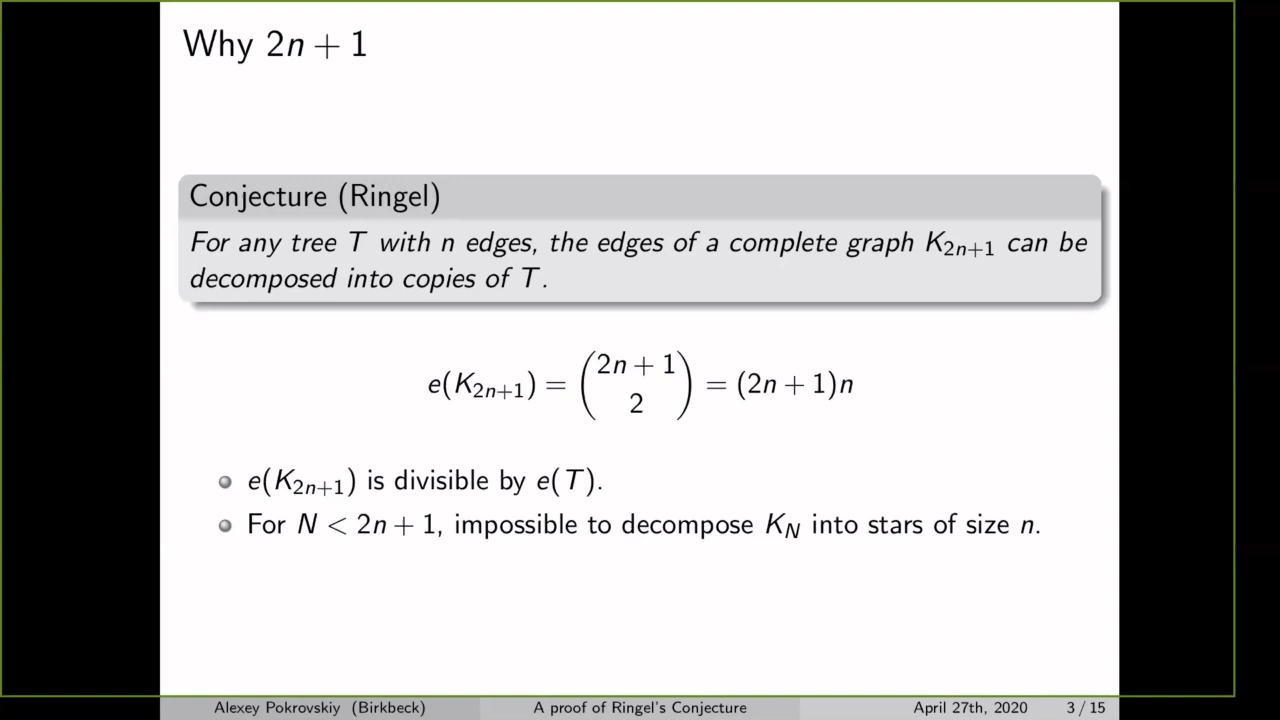 Why 2n + 1
Conjecture (Ringel)
For any tree T with n edges, the edges of a complete graph K₂ₙ₊₁ can be
decomposed into copies of T.
e(K₂ₙ₊₁) = (2n + 1 2) = (2n + 1)n
e(K₂ₙ₊₁) is divisible by e(T).
For N < 2n + 1, impossible to decompose K_N into stars of size n.
Alexey Pokrovskiy (Birkbeck) A proof of Ringel's Conjecture April 27th, 2020 3 / 15